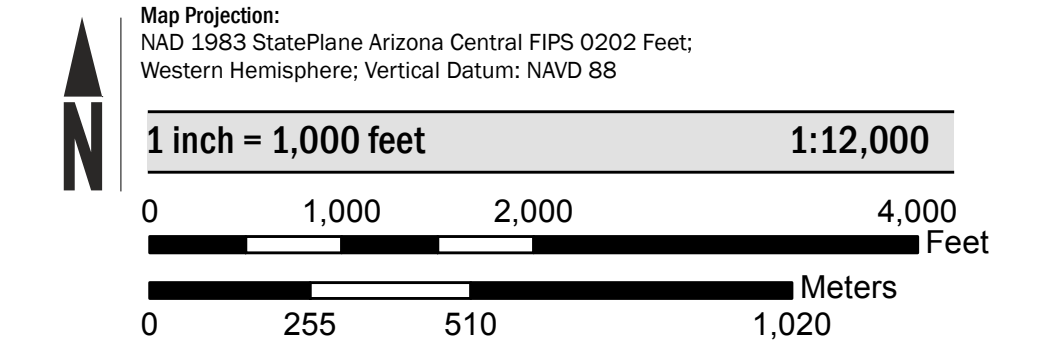 Map Projection:
NAD 1983 StatePlane Arizona Central FIPS 0202 Feet;
Western Hemisphere; Vertical Datum: NAVD 88
N
1 inch = 1,000 feet 1:12,000
0 1,000 2,000 4,000
Feet
Meters
0 255 510 1,020